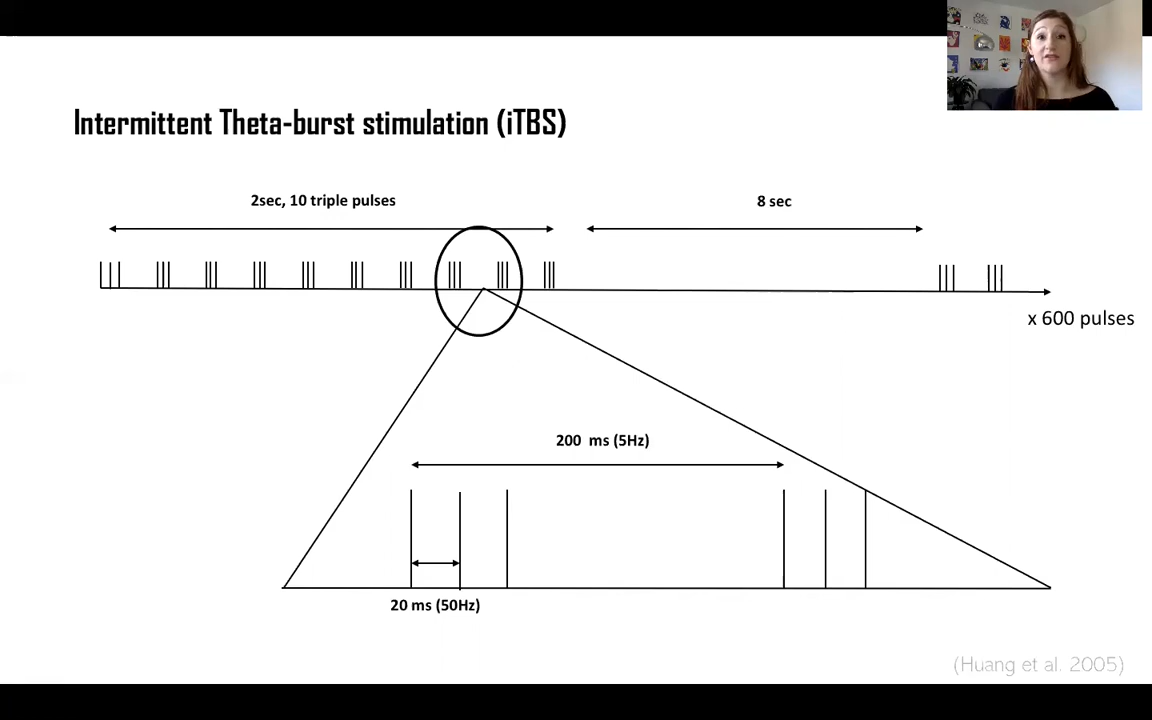 Intermittent Theta-burst stimulation (iTBS)
2sec, 10 triple pulses
8 sec
x 600 pulses
200 ms (5Hz)
20 ms (50Hz)
(Huang et al. 2005)